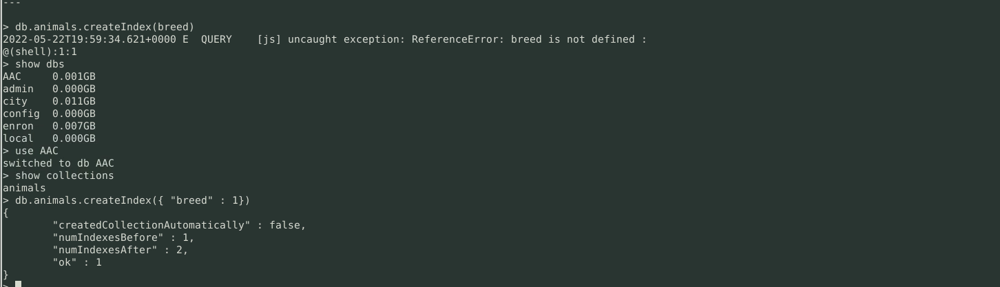 ---
> db.animals.createIndex(breed)
2022-05-22T19:59:34.621+0000 E  QUERY    [js] uncaught exception: ReferenceError: breed is not defined :
@(shell):1:1
> show dbs
AAC     0.001GB
admin   0.000GB
city    0.011GB
config  0.000GB
enron   0.007GB
local   0.000GB
> use AAC
switched to db AAC
> show collections
animals
> db.animals.createIndex({ "breed" : 1})
{
        "createdCollectionAutomatically" : false,
        "numIndexesBefore" : 1,
        "numIndexesAfter" : 2,
        "ok" : 1
}
>